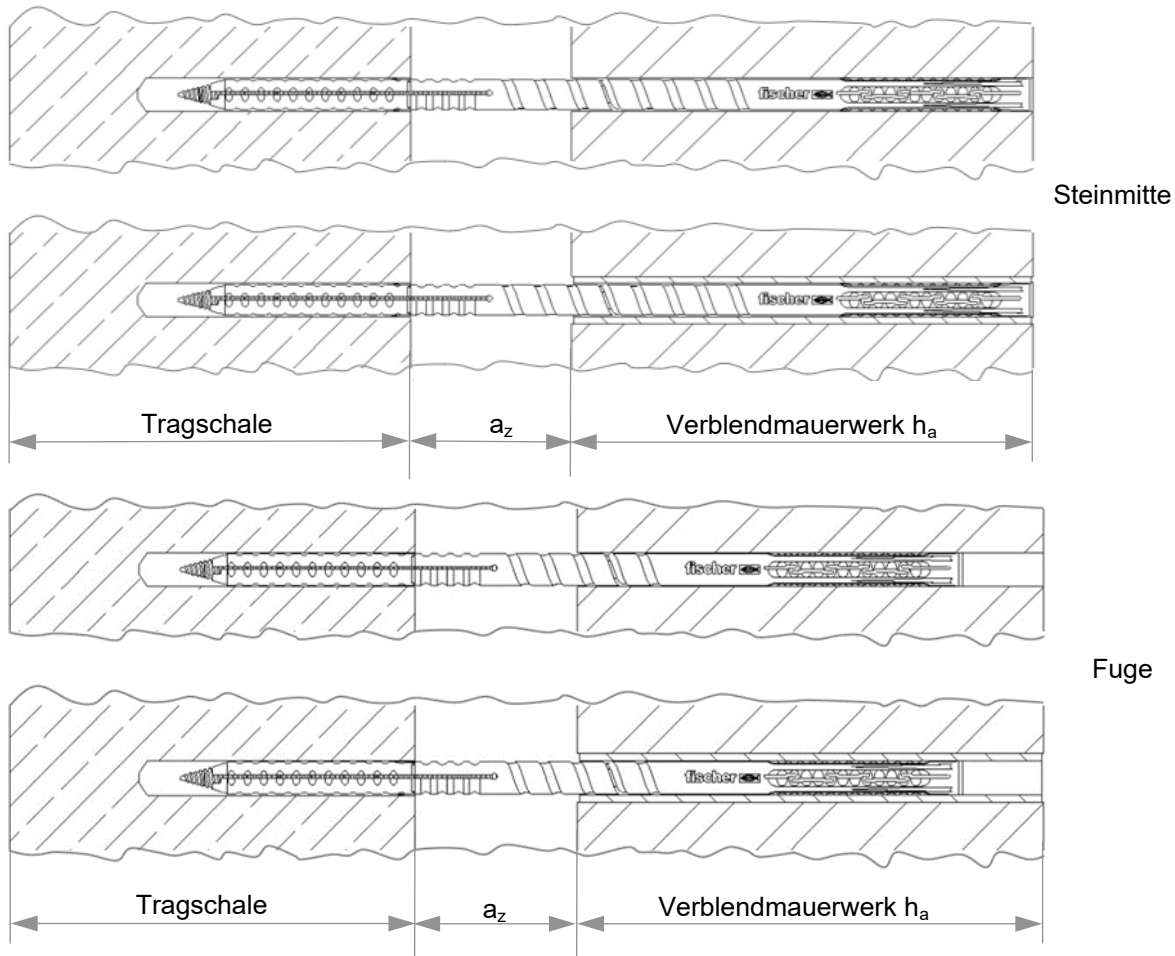 fischer
Steinmitte
fischer
Tragschale
a_z
Verblendmauerwerk h_a
fischer
Fuge
fischer
Tragschale
a_z
Verblendmauerwerk h_a